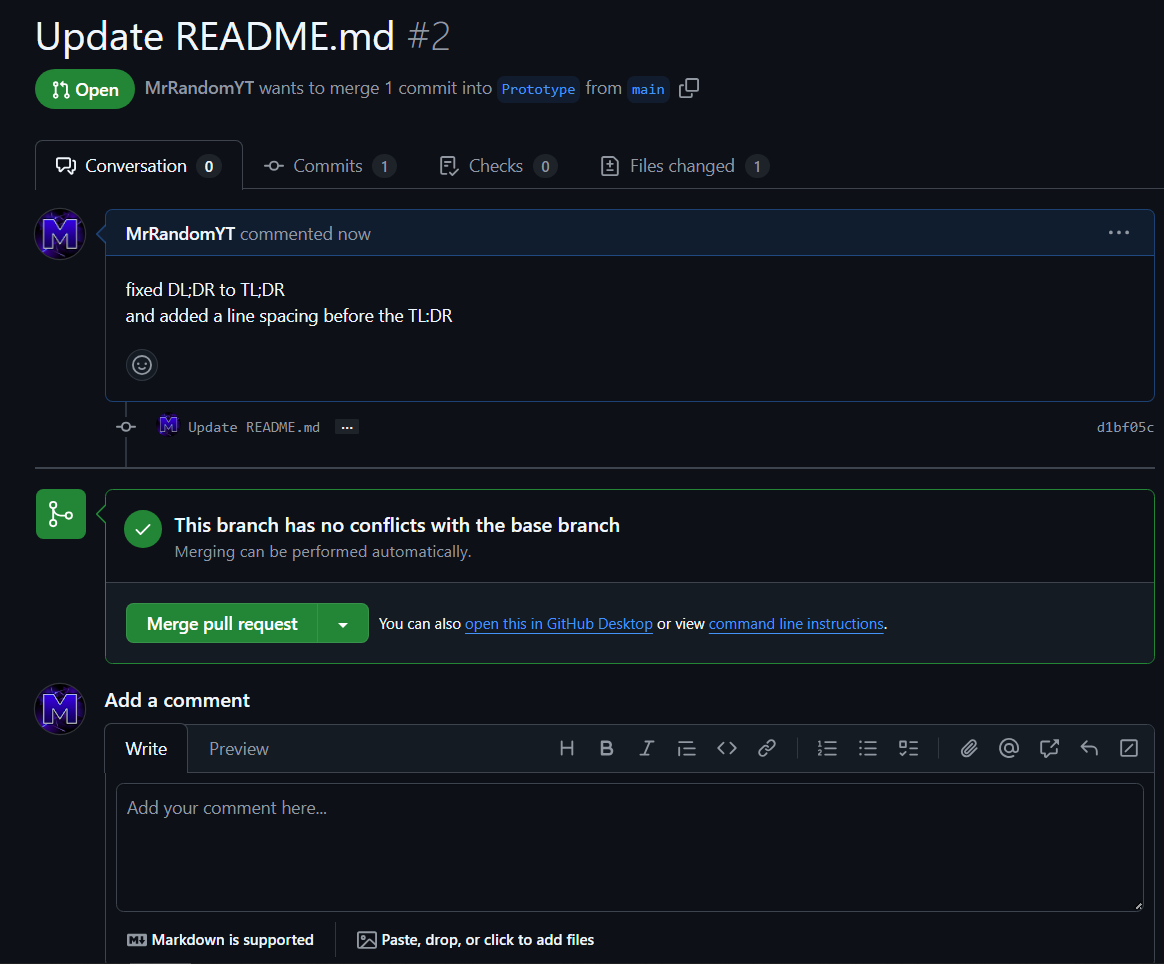 Update README.md #2
Open MrRandomYT wants to merge 1 commit into Prototype from main
Conversation 0 Commits 1 Checks 0 Files changed 1
M MrRandomYT commented now ...
fixed DL;DR to TL;DR
and added a line spacing before the TL:DR
M Update README.md ... d1bf05c
This branch has no conflicts with the base branch
Merging can be performed automatically.
Merge pull request You can also open this in GitHub Desktop or view command line instructions.
M Add a comment
Write Preview H B I
Add your comment here...
Markdown is supported Paste, drop, or click to add files